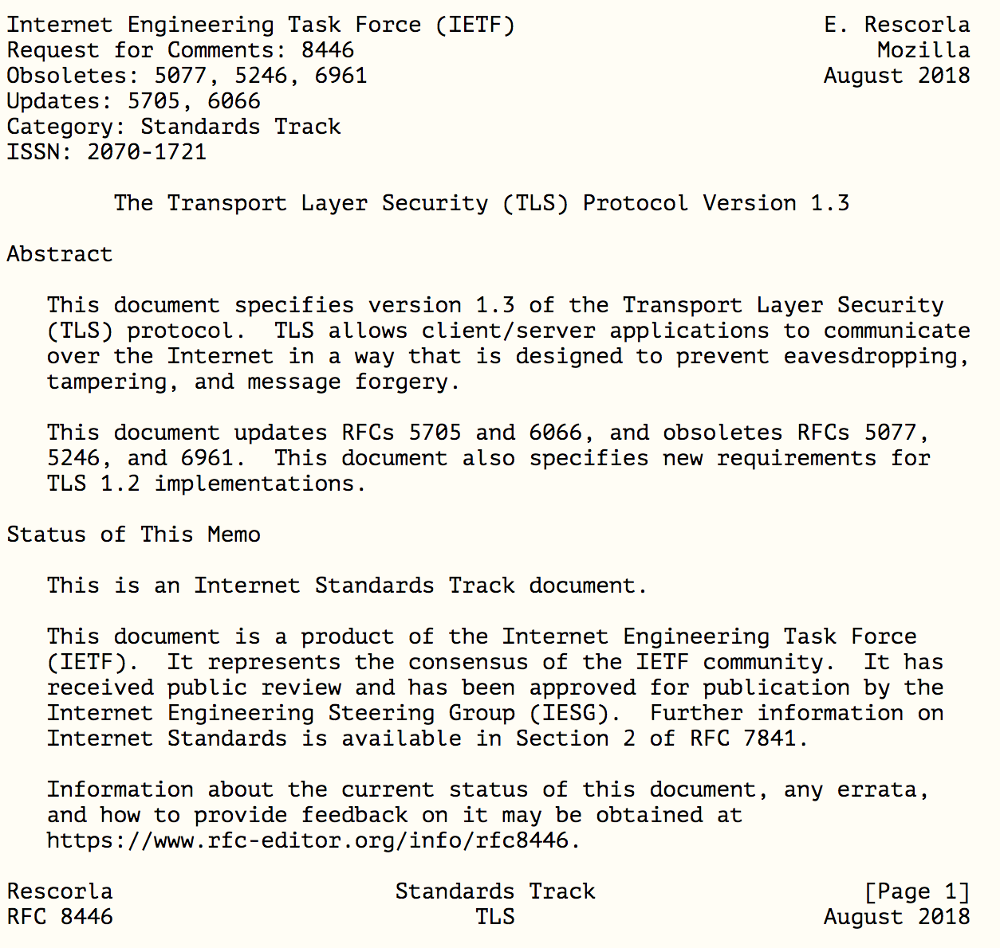 Internet Engineering Task Force (IETF) E. Rescorla
Request for Comments: 8446 Mozilla
Obsoletes: 5077, 5246, 6961 August 2018
Updates: 5705, 6066
Category: Standards Track
ISSN: 2070-1721
The Transport Layer Security (TLS) Protocol Version 1.3
Abstract
This document specifies version 1.3 of the Transport Layer Security
(TLS) protocol. TLS allows client/server applications to communicate
over the Internet in a way that is designed to prevent eavesdropping,
tampering, and message forgery.
This document updates RFCs 5705 and 6066, and obsoletes RFCs 5077,
5246, and 6961. This document also specifies new requirements for
TLS 1.2 implementations.
Status of This Memo
This is an Internet Standards Track document.
This document is a product of the Internet Engineering Task Force
(IETF). It represents the consensus of the IETF community. It has
received public review and has been approved for publication by the
Internet Engineering Steering Group (IESG). Further information on
Internet Standards is available in Section 2 of RFC 7841.
Information about the current status of this document, any errata,
and how to provide feedback on it may be obtained at
https://www.rfc-editor.org/info/rfc8446.
Rescorla Standards Track [Page 1]
RFC 8446 TLS August 2018